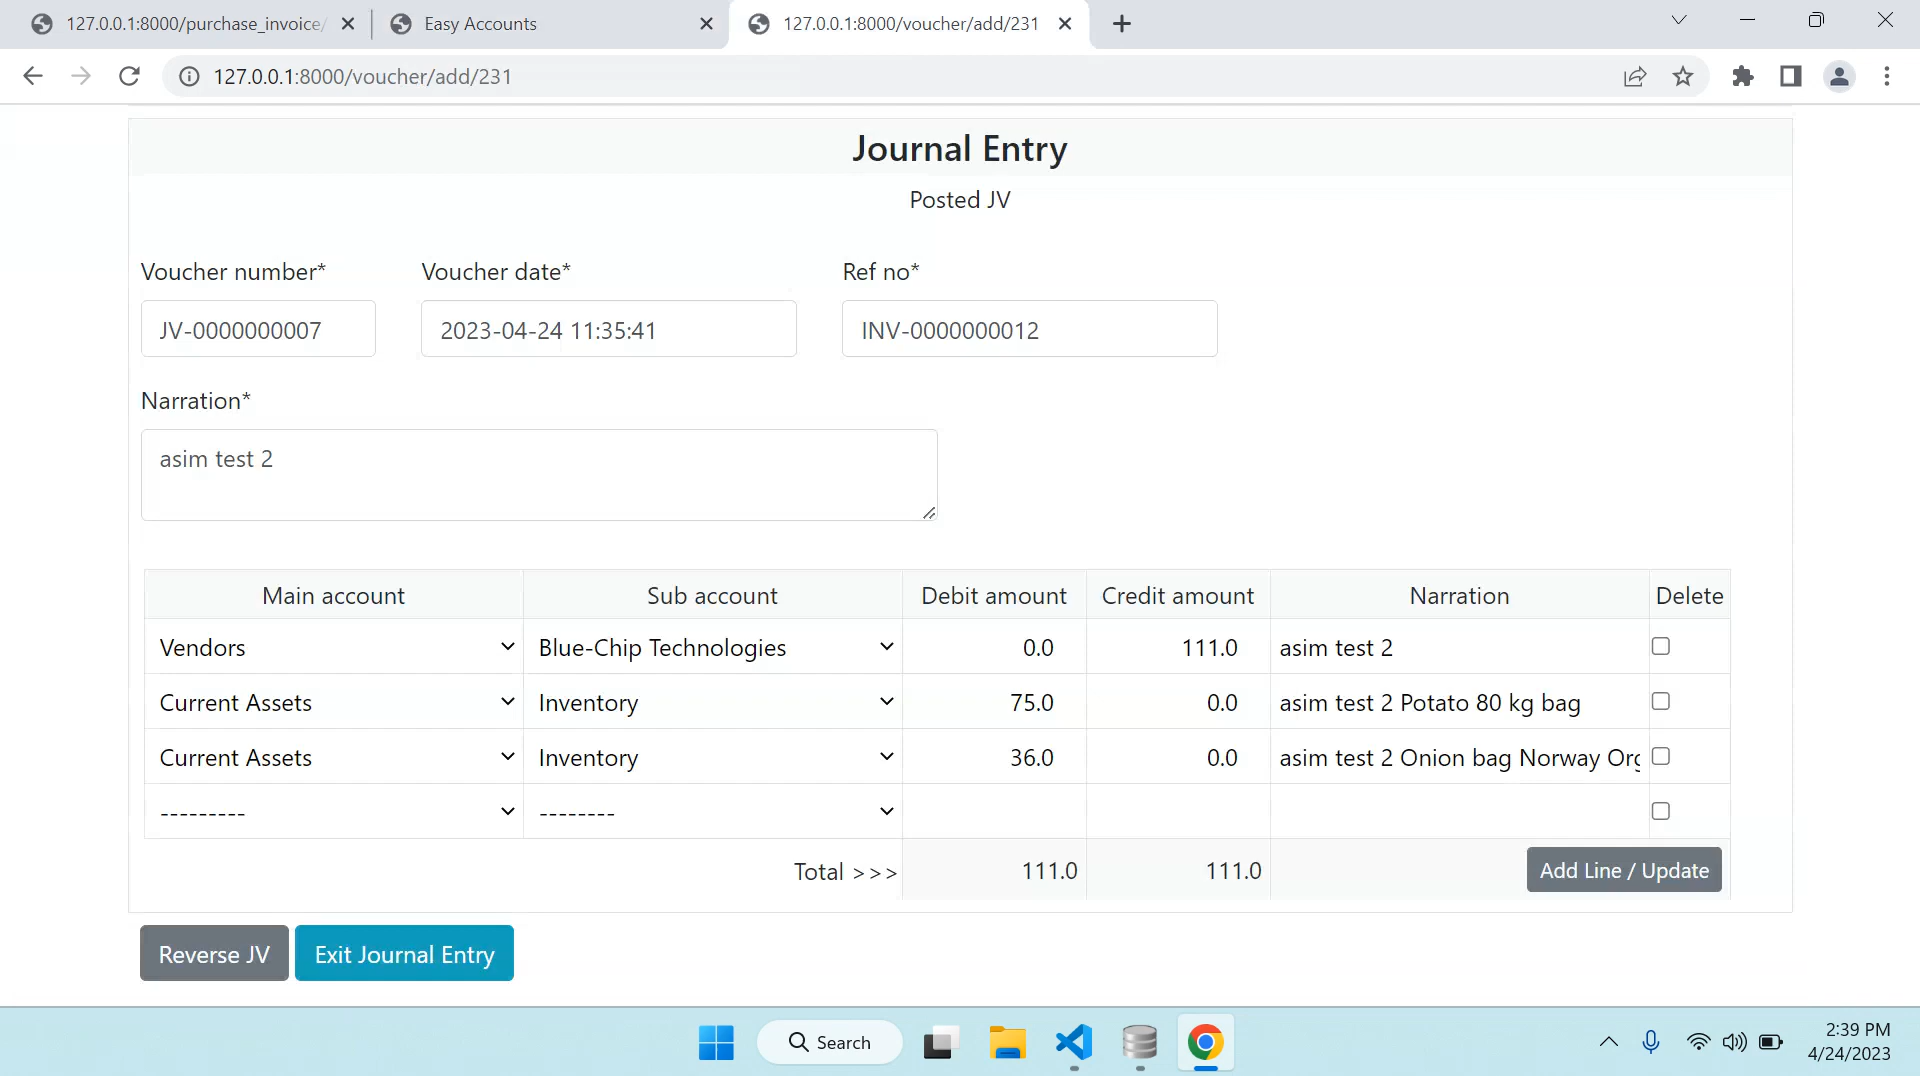 127.0.0.1:8000/purchase_invoice/
Easy Accounts
127.0.0.1:8000/voucher/add/231
127.0.0.1:8000/voucher/add/231
Journal Entry
Posted JV
Voucher number* Voucher date* Ref no*
JV-0000000007 2023-04-24 11:35:41 INV-0000000012
Narration*
asim test 2
Main account Sub account Debit amount Credit amount Narration Delete
Vendors Blue-Chip Technologies 0.0 111.0 asim test 2
Current Assets Inventory 75.0 0.0 asim test 2 Potato 80 kg bag
Current Assets Inventory 36.0 0.0 asim test 2 Onion bag Norway Org
--------- --------
Total >>> 111.0 111.0 Add Line / Update
Reverse JV Exit Journal Entry
Search
2:39 PM
4/24/2023